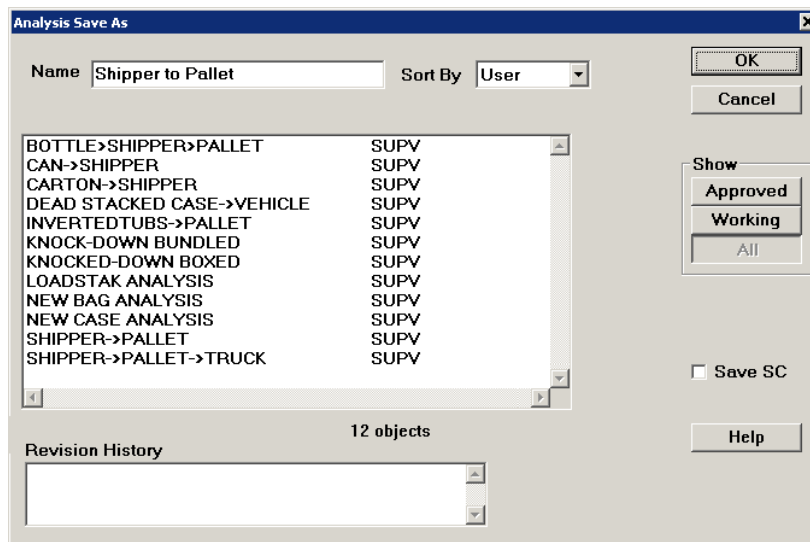 Analysis Save As
Name Shipper to Pallet Sort By User OK
Cancel
BOTTLE>SHIPPER>PALLET SUPV
CAN->SHIPPER SUPV
CARTON->SHIPPER SUPV
DEAD STACKED CASE->VEHICLE SUPV
INVERTEDTUBS->PALLET SUPV
KNOCK-DOWN BUNDLED SUPV
KNOCKED-DOWN BOXED SUPV
LOADSTAK ANALYSIS SUPV
NEW BAG ANALYSIS SUPV
NEW CASE ANALYSIS SUPV
SHIPPER->PALLET SUPV
SHIPPER->PALLET->TRUCK SUPV
Show
Approved
Working
All
Save SC
12 objects
Help
Revision History